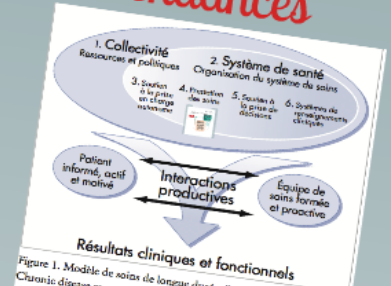 1. Collectivité
Ressources et politiques
2. Système de santé
Organisation du système du soins
3. Soutien
à la prise
en charge
autonome
4. Prestation
des soins
5. Soutien à
la prise de
décisions
6. Systèmes de
renseignements
cliniques
Patient
informé, actif
et motivé
Interactions
productives
Équipe de
soins formée
et proactive
Résultats cliniques et fonctionnels
Figure 1. Modèle de soins de longue
Chronic disease